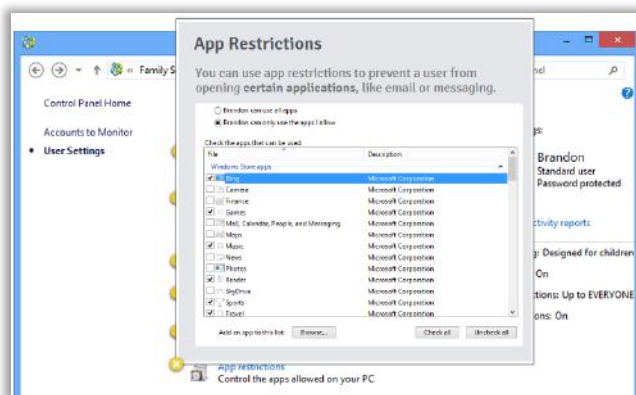 App Restrictions
You can use app restrictions to prevent a user from
opening certain applications, like email or messaging.
Brandon can use all apps
Brandon can only use the apps I allow
Check the apps that can be used:
File Description
Windows Store apps
Bing Microsoft Corporation
Camera Microsoft Corporation
Finance Microsoft Corporation
Games Microsoft Corporation
Mail, Calendar, People, and Messaging Microsoft Corporation
Maps Microsoft Corporation
Music Microsoft Corporation
News Microsoft Corporation
Photos Microsoft Corporation
Reader Microsoft Corporation
SkyDrive Microsoft Corporation
Sports Microsoft Corporation
Travel Microsoft Corporation
Add an app to this list: Browse... Check all Uncheck all
« Family S
nel
Control Panel Home
Accounts to Monitor
User Settings
gs:
Brandon
Standard user
Password protected
ctivity reports
g: Designed for children
On
ctions: Up to EVERYONE
ons: On
App restrictions
Control the apps allowed on your PC